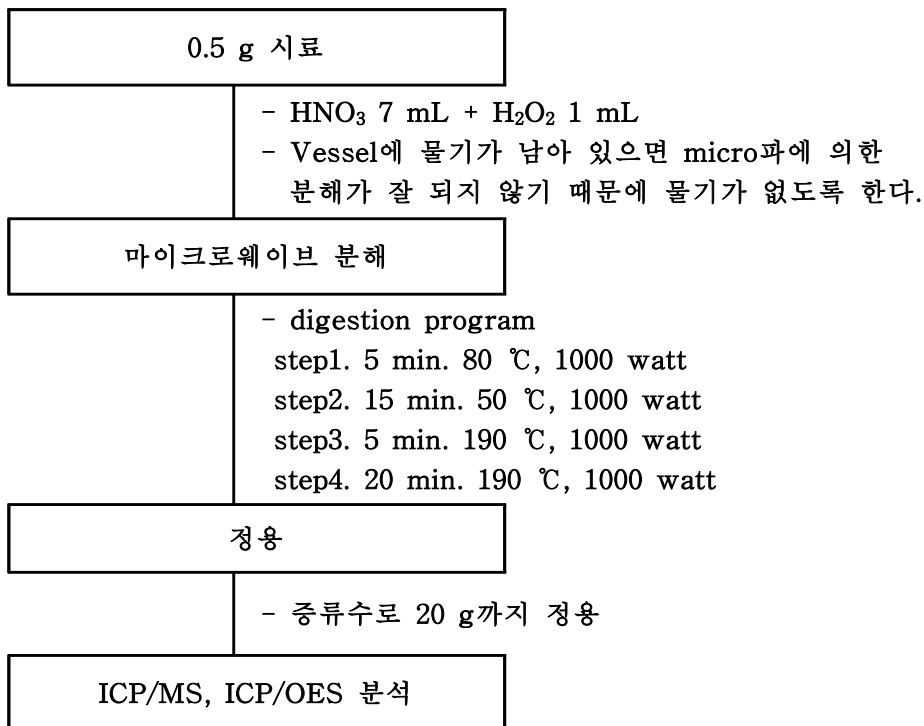 0.5 g 시료
- HNO₃ 7 mL + H₂O₂ 1 mL
- Vessel에 물기가 남아 있으면 micro파에 의한
분해가 잘 되지 않기 때문에 물기가 없도록 한다.
마이크로웨이브 분해
- digestion program
step1. 5 min. 80 ℃, 1000 watt
step2. 15 min. 50 ℃, 1000 watt
step3. 5 min. 190 ℃, 1000 watt
step4. 20 min. 190 ℃, 1000 watt
정용
- 증류수로 20 g까지 정용
ICP/MS, ICP/OES 분석